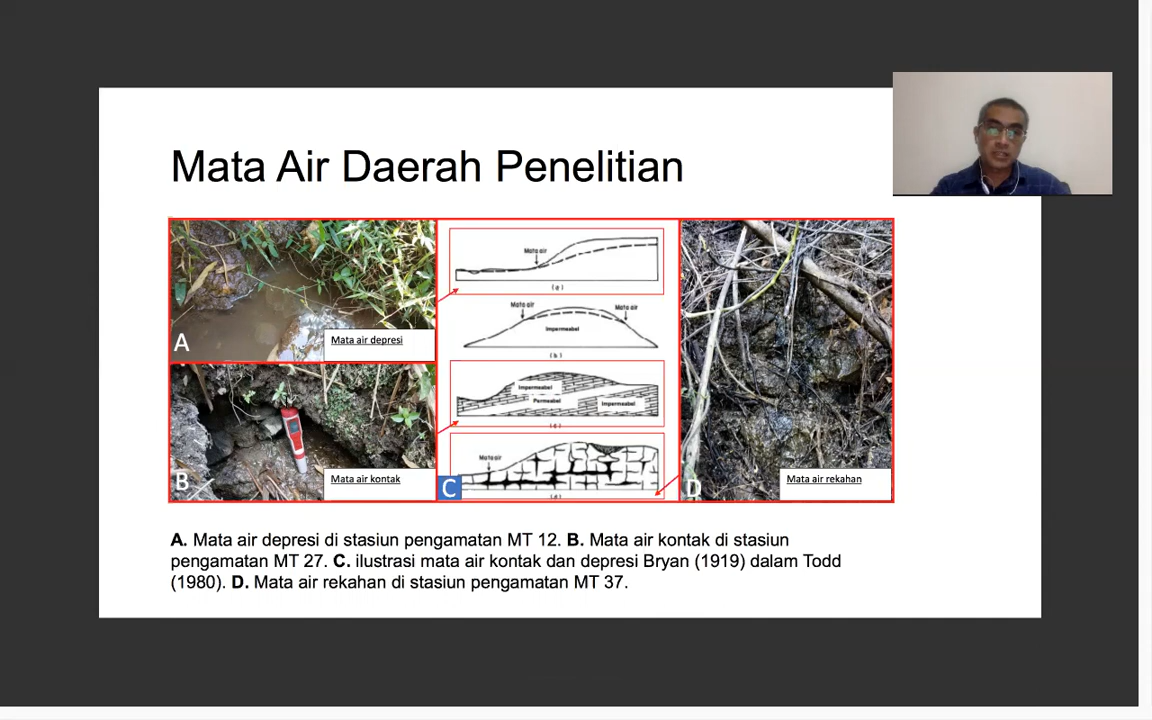 Mata Air Daerah Penelitian
A
Mata air depresi
B
Mata air kontak
Mata air
(a)
Mata air
Mata air
Impermeabel
(b)
Impermeabel
Permeabel
Impermeabel
(c)
Mata air
C
D
Mata air rekahan
A. Mata air depresi di stasiun pengamatan MT 12. B. Mata air kontak di stasiun
pengamatan MT 27. C. ilustrasi mata air kontak dan depresi Bryan (1919) dalam Todd
(1980). D. Mata air rekahan di stasiun pengamatan MT 37.